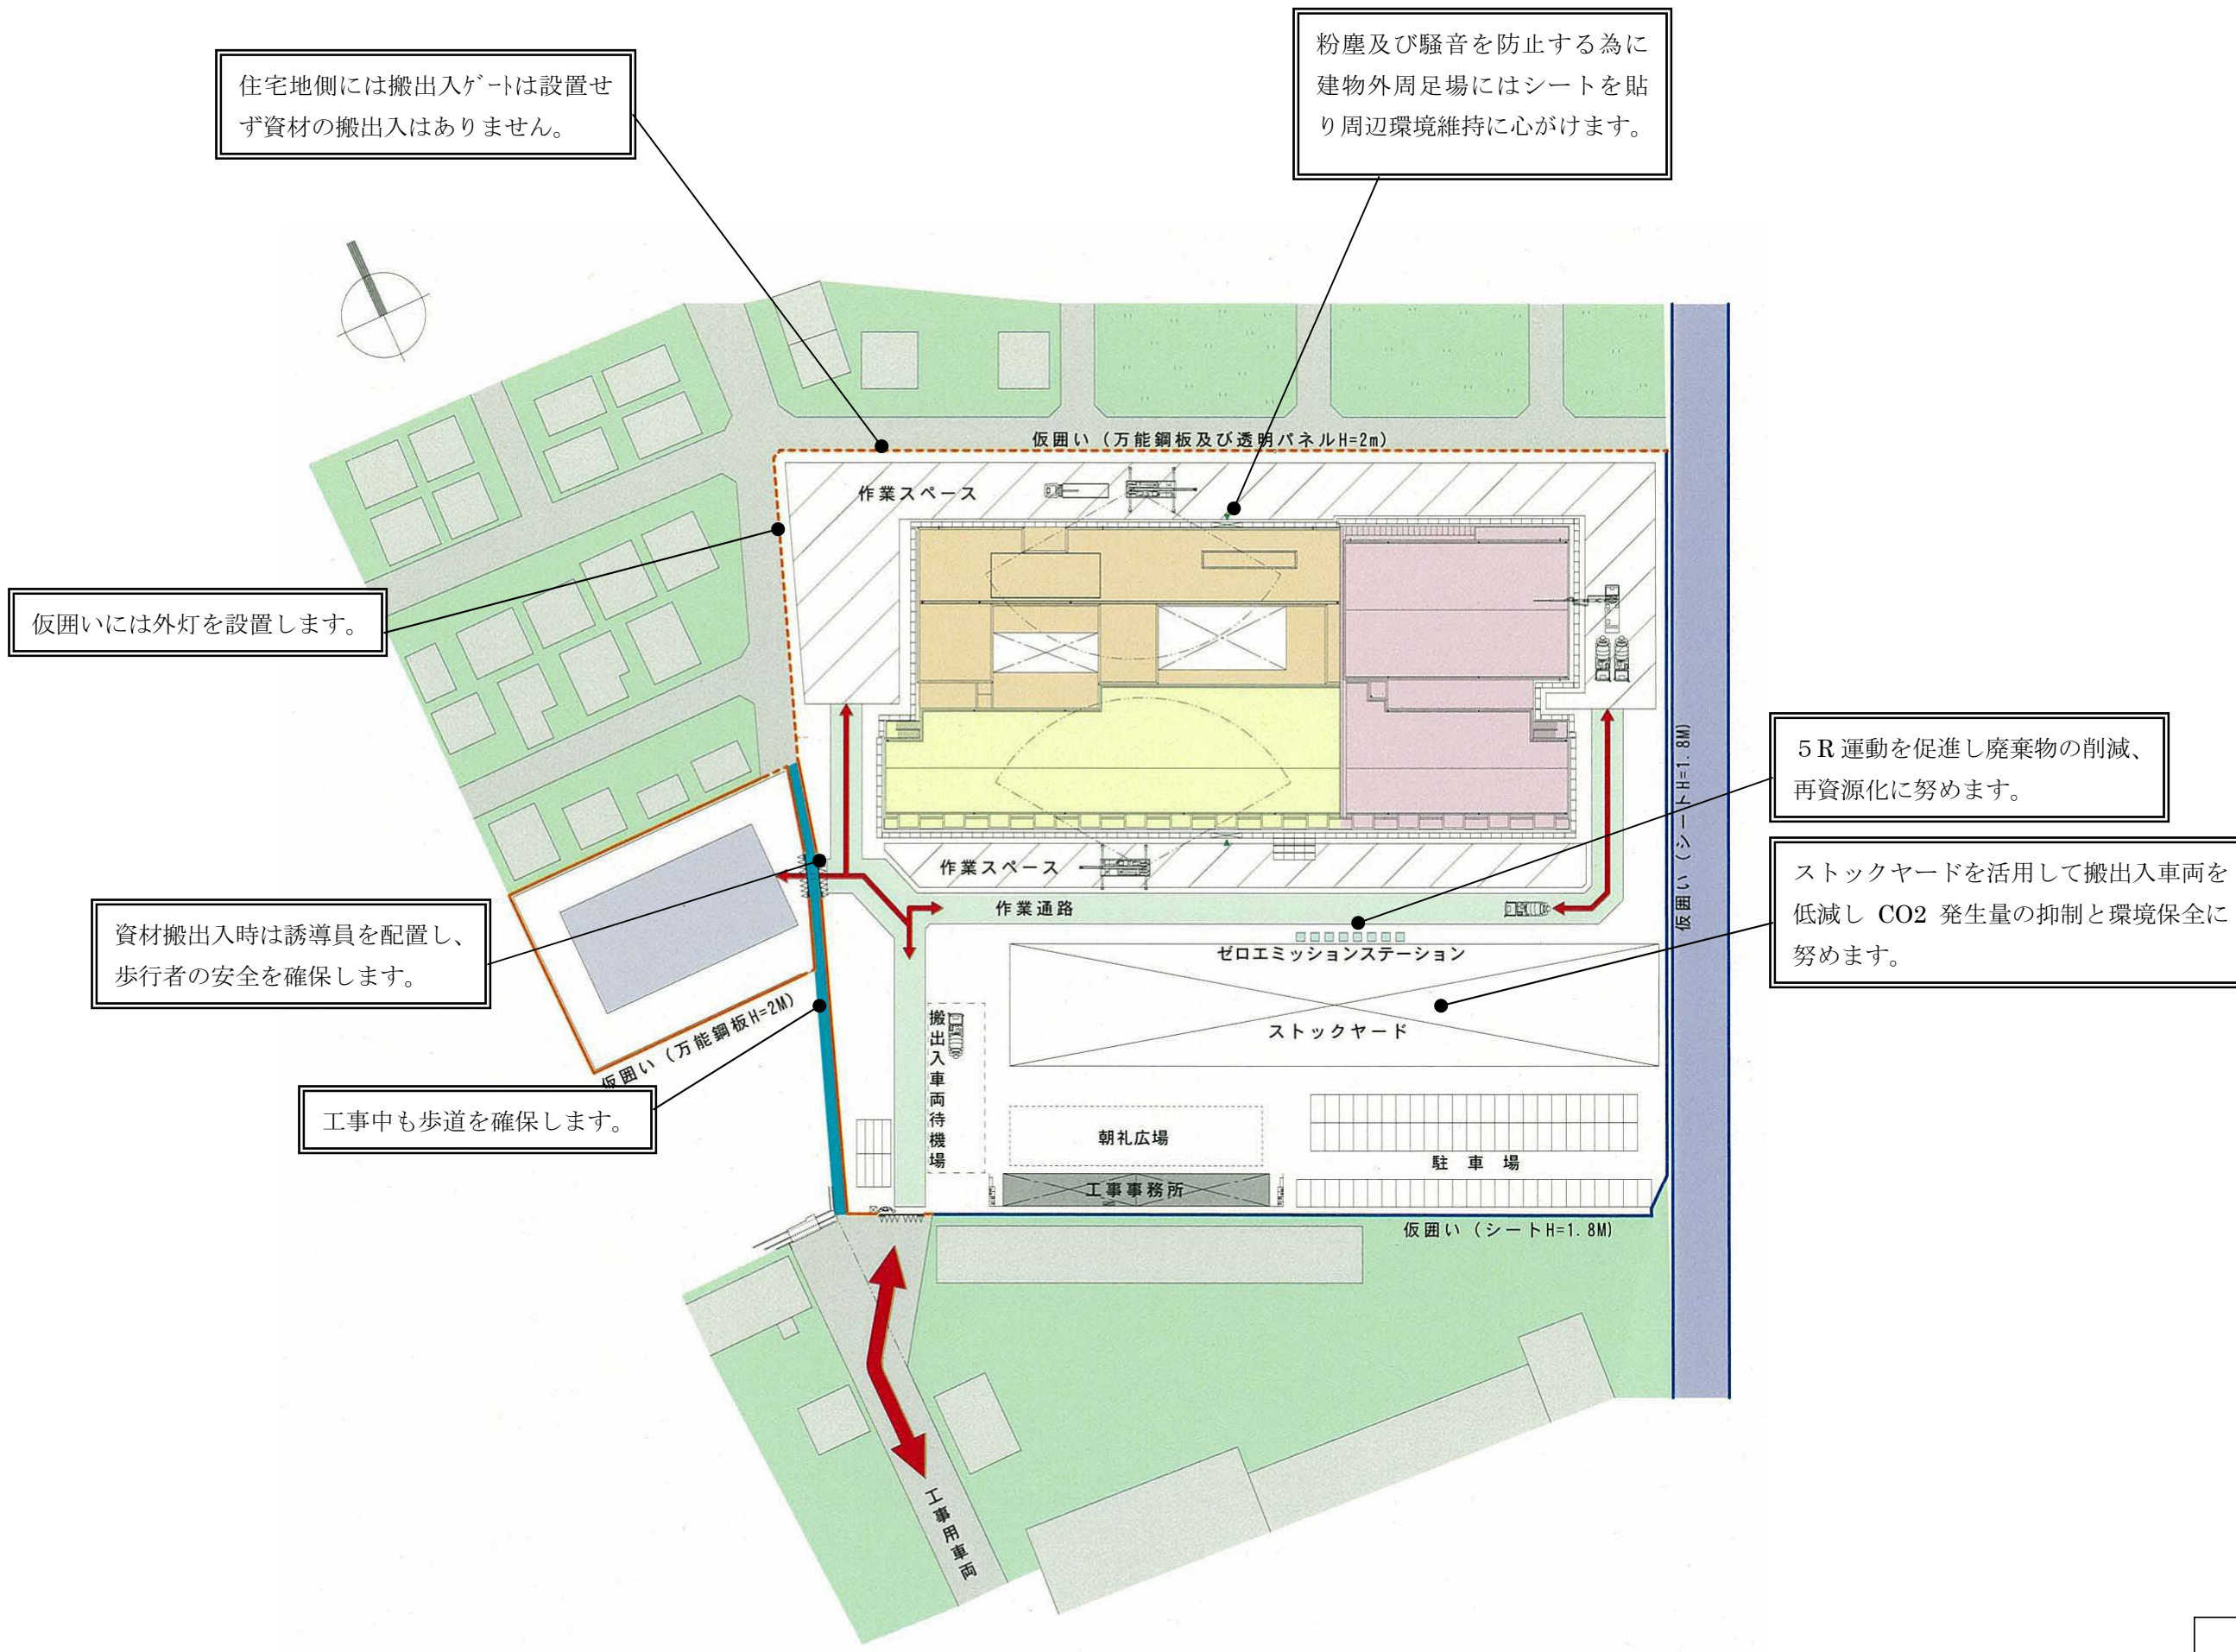 粉塵及び騒音を防止する為に
建物外周足場にはシートを貼
り周辺環境維持に心がけます。
住宅地側には搬出入ｹﾞｰﾄは設置せ
ず資材の搬出入はありません。
仮囲い（万能鋼板及び透明パネルH=2m）
作業スペース
仮囲いには外灯を設置します。
５R 運動を促進し廃棄物の削減、
再資源化に努めます。
仮囲い（シートH=1.8M）
作業スペース
ストックヤードを活用して搬出入車両を
低減し CO2 発生量の抑制と環境保全に
努めます。
作業通路
資材搬出入時は誘導員を配置し、
歩行者の安全を確保します。
ゼロエミッションステーション
仮囲い（万能鋼板H=2M）
搬出入車両待機場
ストックヤード
工事中も歩道を確保します。
朝礼広場
駐車場
工事事務所
仮囲い（シートH=1.8M）
工事用車両